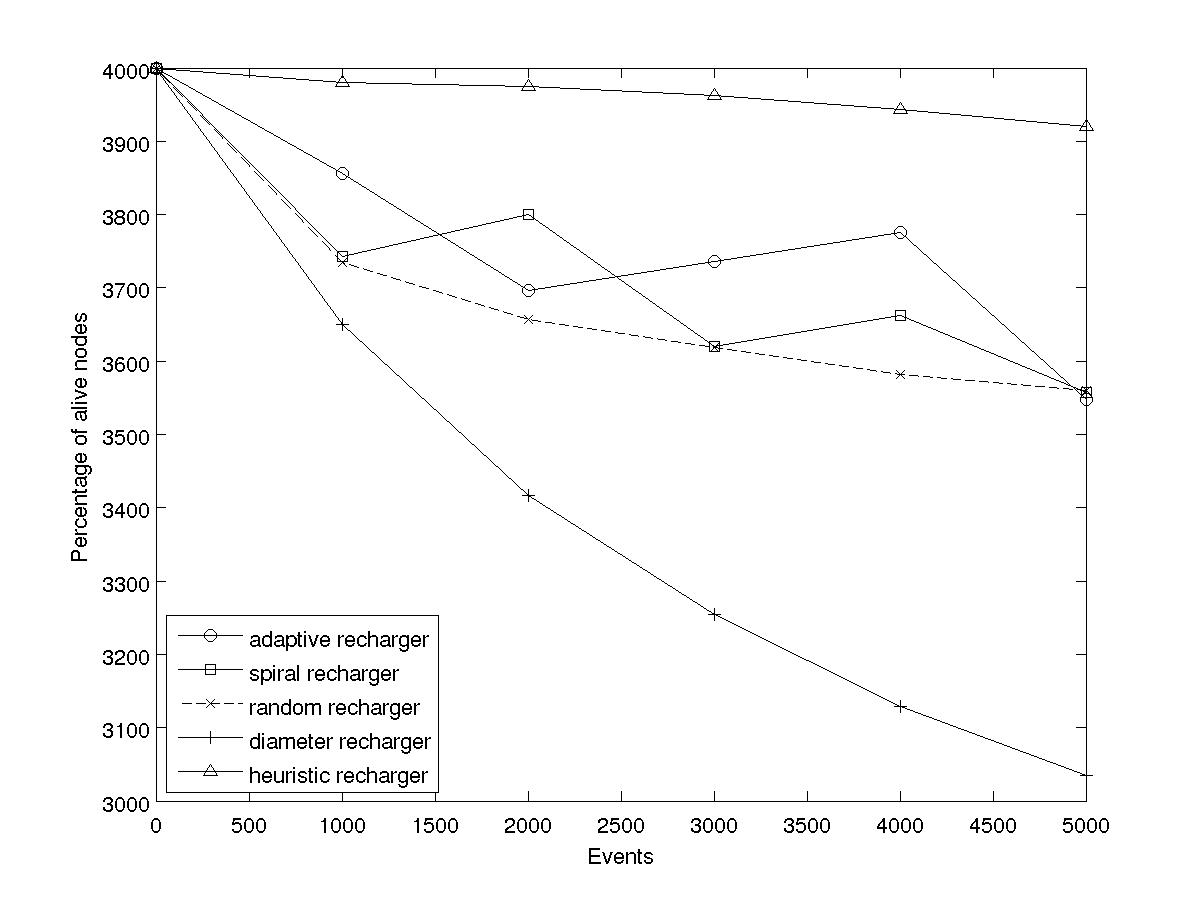 Percentage of alive nodes
4000
3900
3800
3700
3600
3500
3400
3300
3200
3100
3000
adaptive recharger
spiral recharger
random recharger
diameter recharger
heuristic recharger
0 500 1000 1500 2000 2500 3000 3500 4000 4500 5000
Events